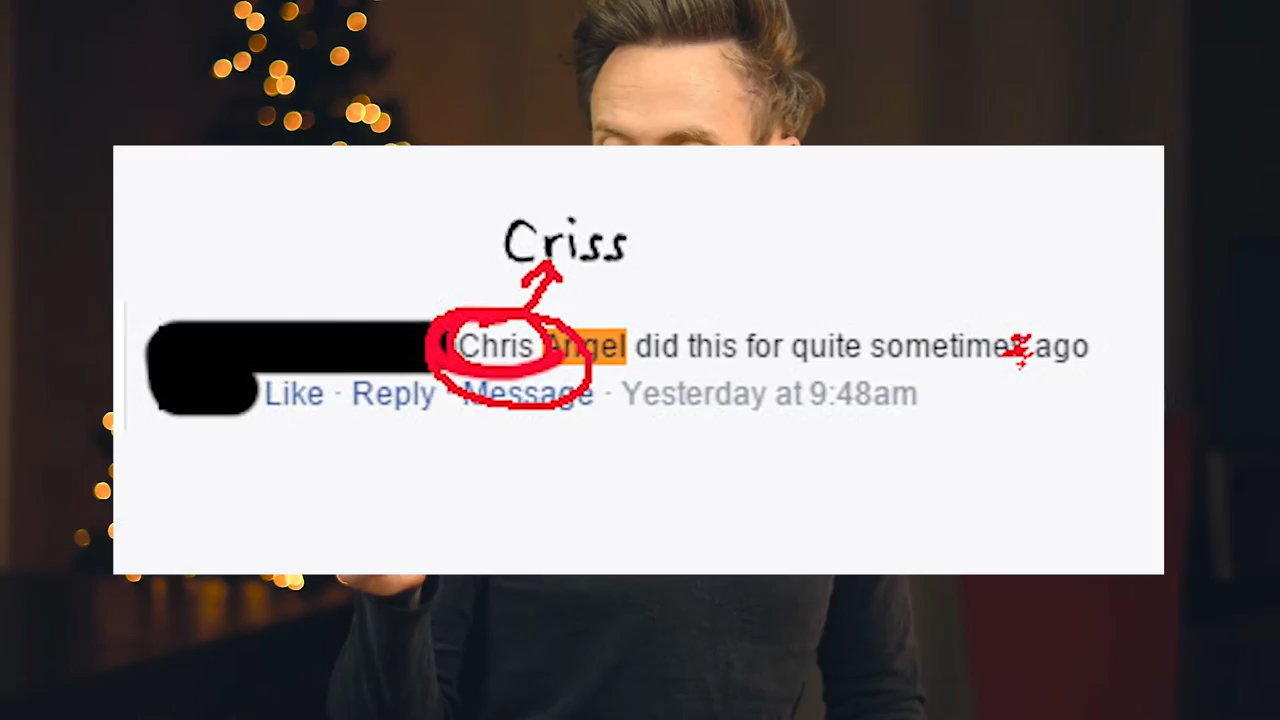 Criss
Chris Angel did this for quite sometimes ago
Like · Reply · Message · Yesterday at 9:48am